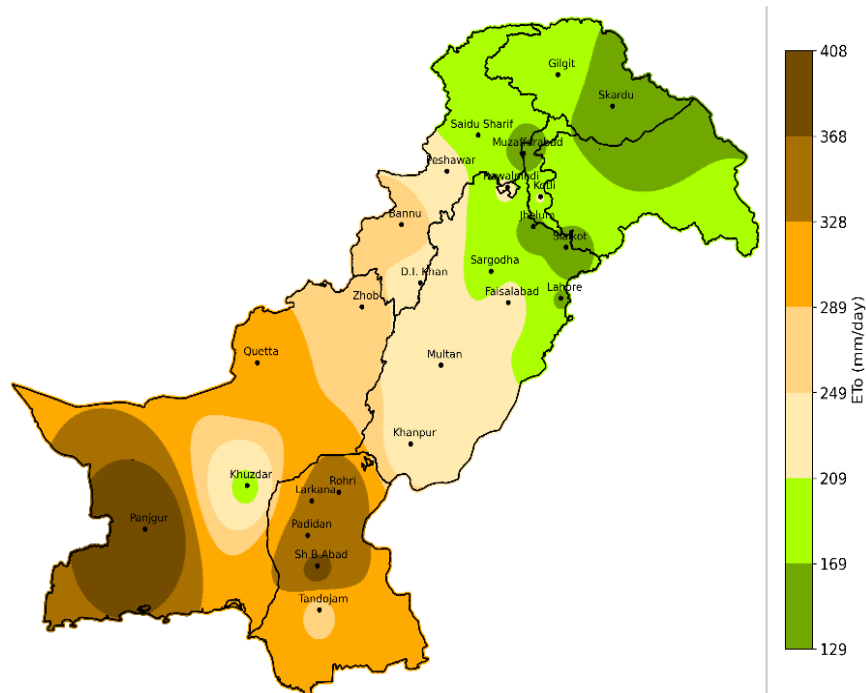 Gilgit
Skardu
Saidu Sharif
Muzaffarabad
Peshawar
Rawalpindi
Kotli
Bannu
Jhelum
Sialkot
D.I. Khan
Sargodha
Zhob
Faisalabad
Lahore
Quetta
Multan
Khanpur
Khuzdar
Rohri
Larkana
Panjgur
Padidan
Sh.B.Abad
Tandojam
408
368
328
289
249
209
169
129
ETo (mm/day)